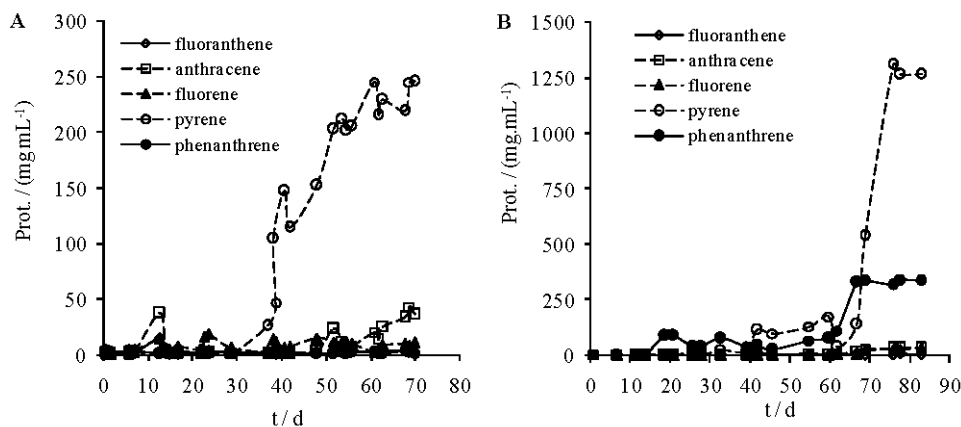 A
300
250
200
150
100
50
0
Prot. / (mg mL-1)
fluoranthene
anthracene
fluorene
pyrene
phenanthrene
0 10 20 30 40 50 60 70 80
t / d
B
1500
1250
1000
750
500
250
0
Prot. / (mg.mL-1)
fluoranthene
anthracene
fluorene
pyrene
phenanthrene
0 10 20 30 40 50 60 70 80 90
t / d